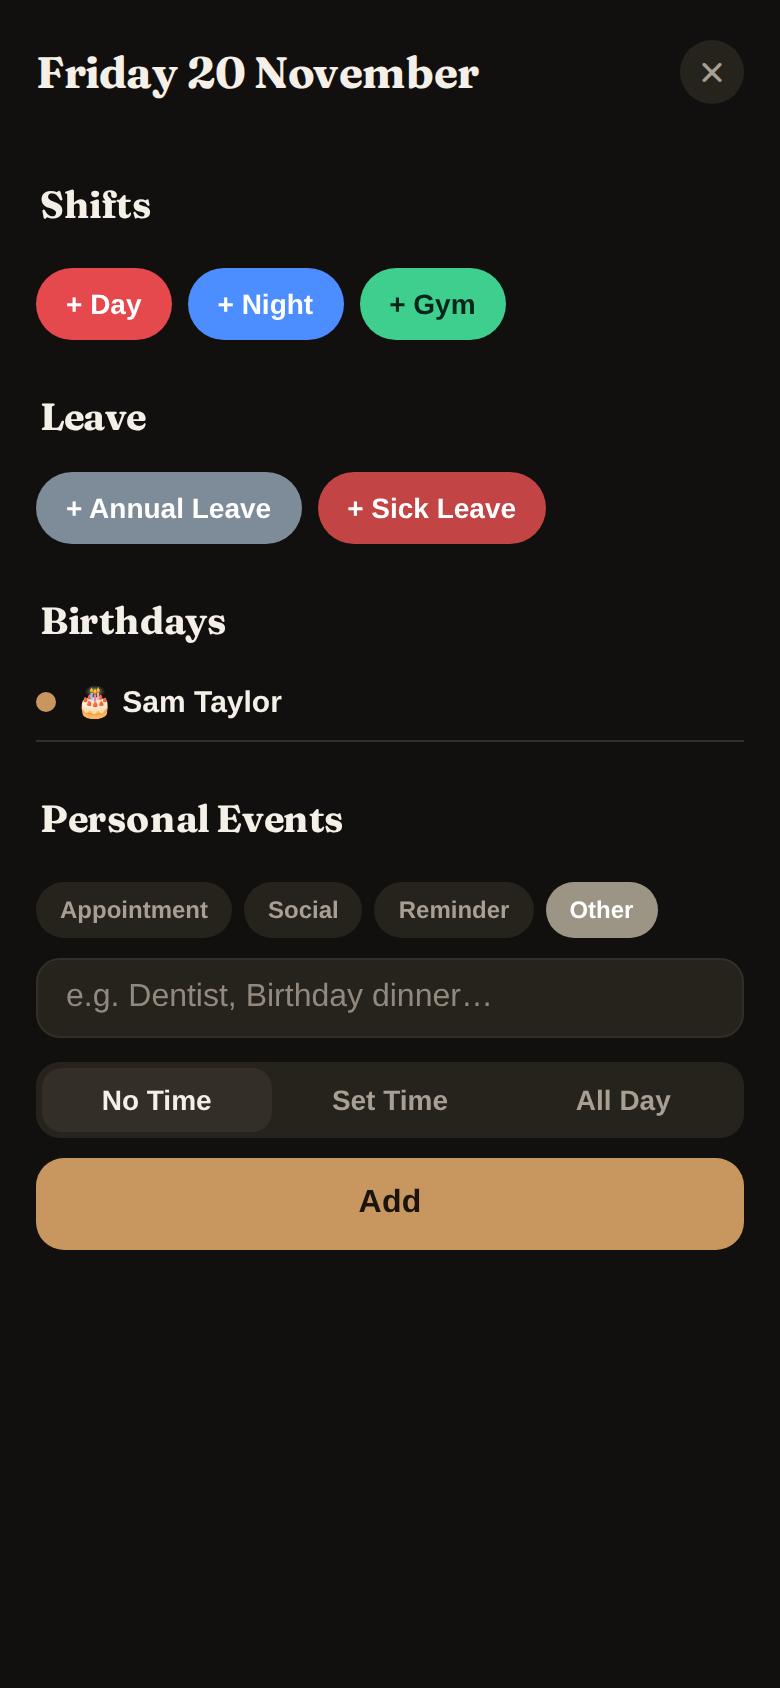 Friday 20 November
Shifts
+ Day + Night + Gym
Leave
+ Annual Leave + Sick Leave
Birthdays
🎂 Sam Taylor
Personal Events
Appointment Social Reminder Other
e.g. Dentist, Birthday dinner…
No Time Set Time All Day
Add